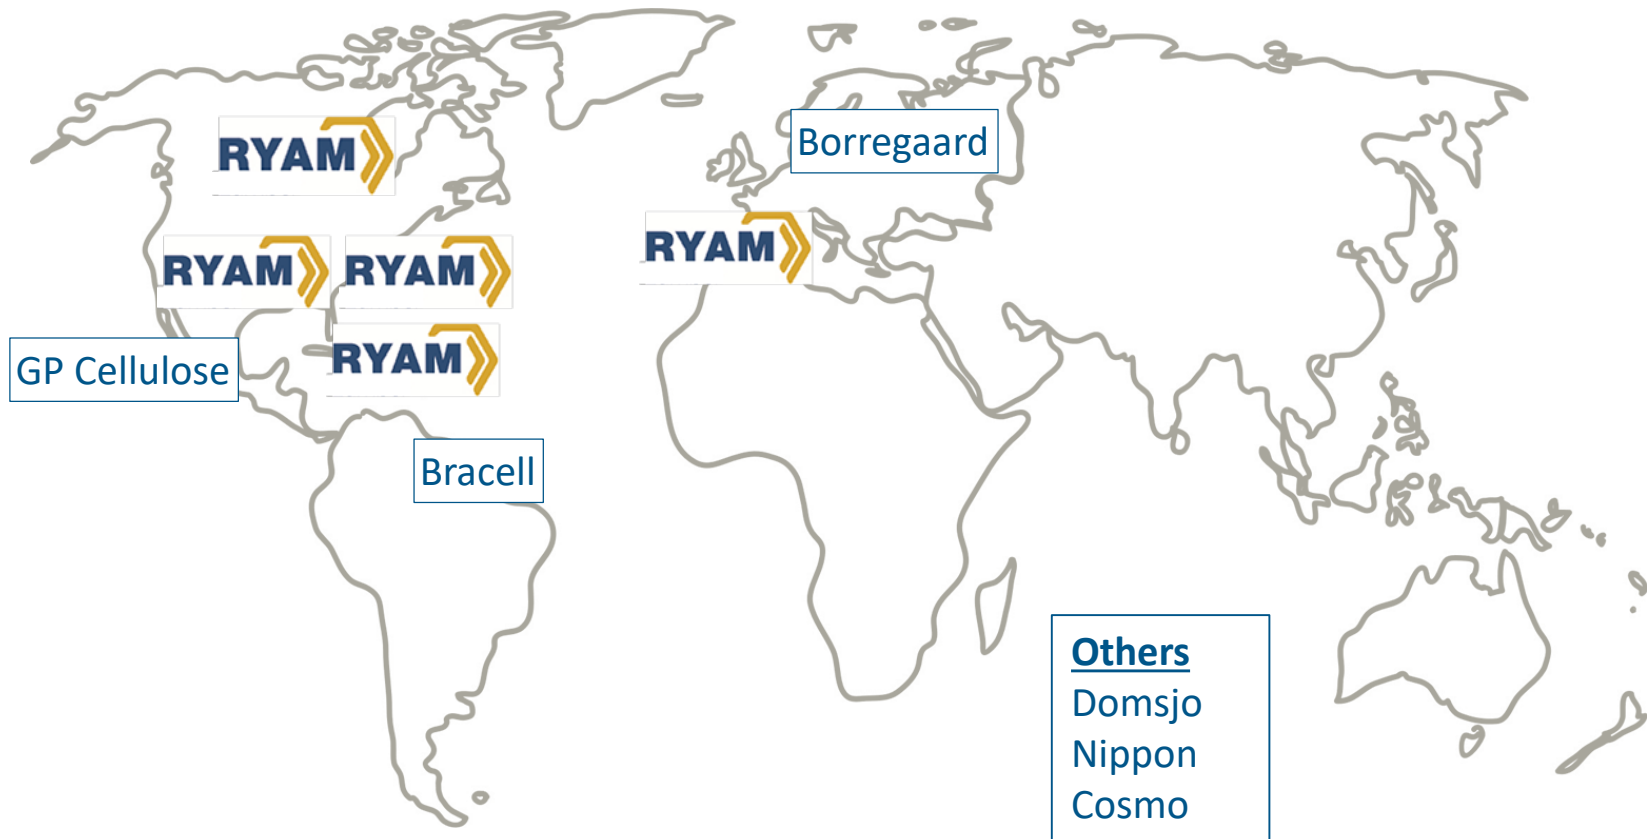 RYAM
Borregaard
RYAM
RYAM
RYAM
RYAM
GP Cellulose
Bracell
Others
Domsjo
Nippon
Cosmo